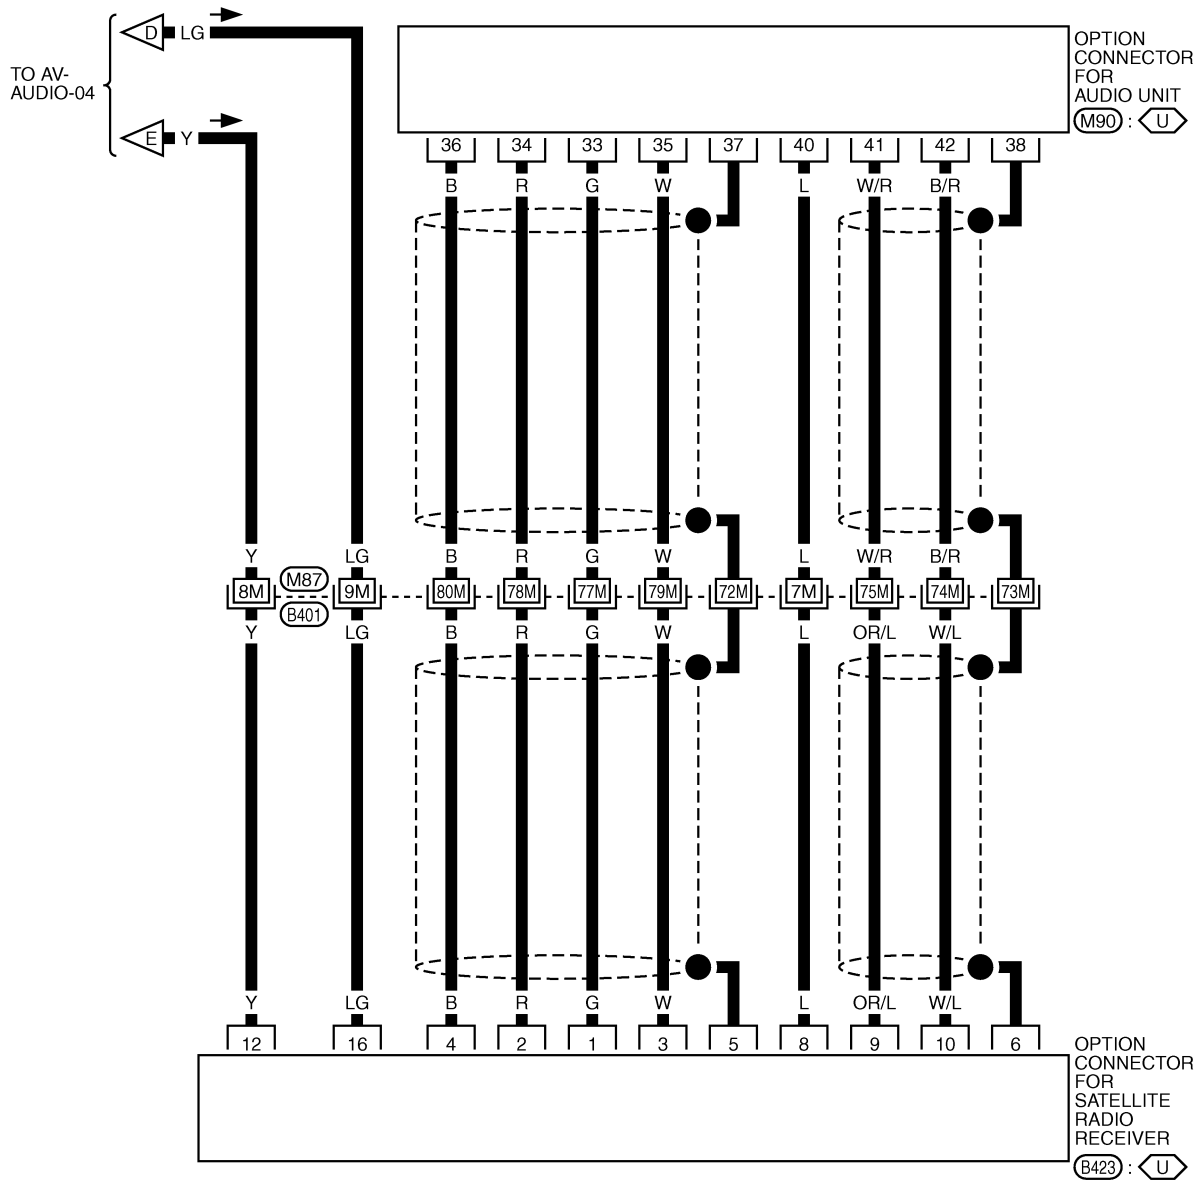 D LG
TO AV-
AUDIO-04
E Y
OPTION
CONNECTOR
FOR
AUDIO UNIT
M90 : U
36 34 33 35 37 40 41 42 38
B R G W L W/R B/R
Y LG B R G W L W/R B/R
M87
8M 9M 80M 78M 77M 79M 72M 7M 75M 74M 73M
B401
Y LG B R G W L OR/L W/L
Y LG B R G W L OR/L W/L
12 16 4 2 1 3 5 8 9 10 6
OPTION
CONNECTOR
FOR
SATELLITE
RADIO
RECEIVER
B423 : U